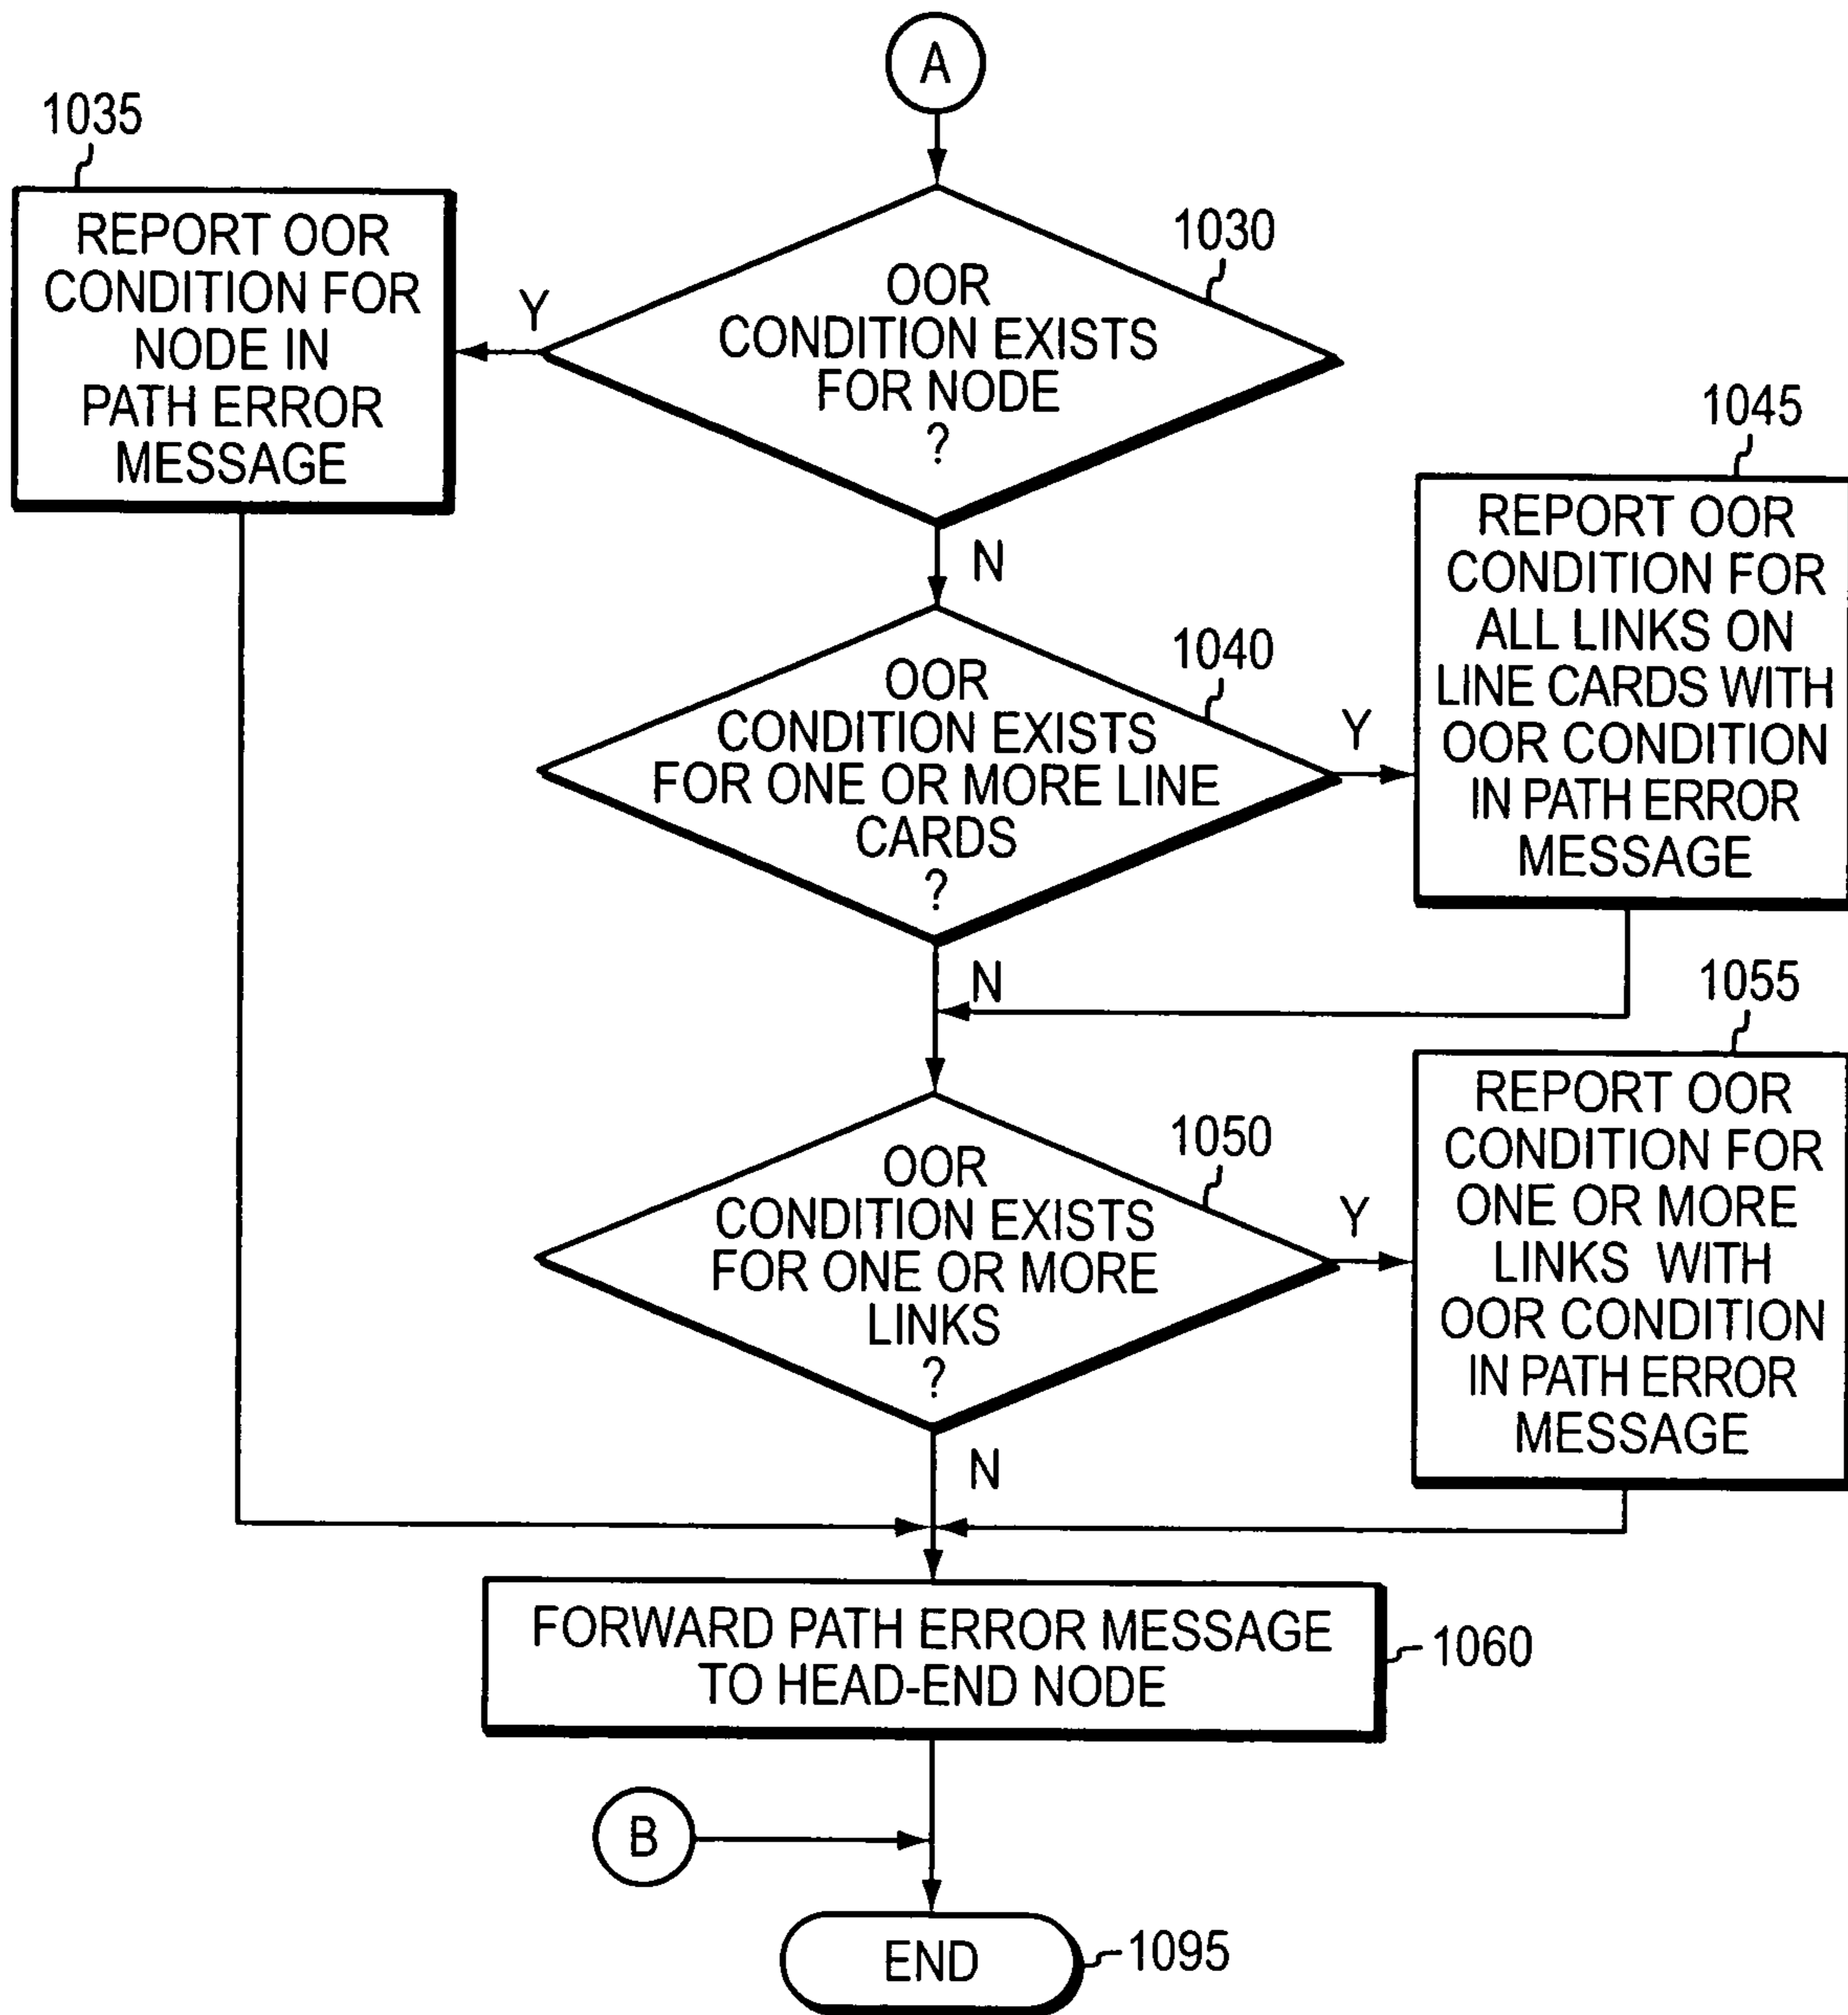 A
1035
REPORT OOR
CONDITION FOR
NODE IN
PATH ERROR
MESSAGE
Y
1030
OOR
CONDITION EXISTS
FOR NODE
?
N
1045
REPORT OOR
CONDITION FOR
ALL LINKS ON
LINE CARDS WITH
OOR CONDITION
IN PATH ERROR
MESSAGE
1040
OOR
CONDITION EXISTS
FOR ONE OR MORE LINE
CARDS
?
Y
N
1055
REPORT OOR
CONDITION FOR
ONE OR MORE
LINKS WITH
OOR CONDITION
IN PATH ERROR
MESSAGE
1050
OOR
CONDITION EXISTS
FOR ONE OR MORE
LINKS
?
Y
N
FORWARD PATH ERROR MESSAGE
TO HEAD-END NODE
1060
B
END
1095